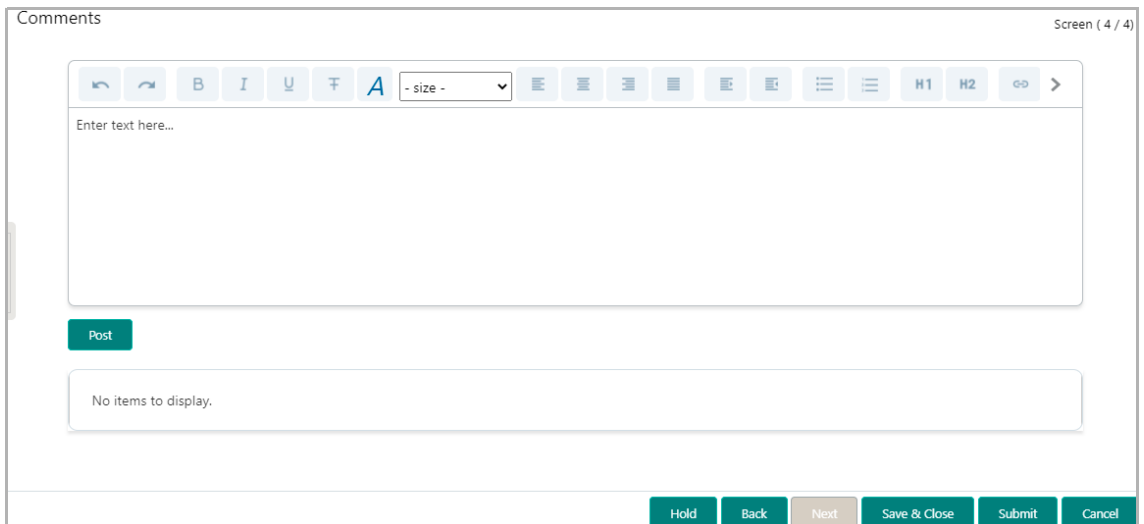 Comments
Screen ( 4 / 4)
B I U T A - size - H1 H2
Enter text here...
Post
No items to display.
Hold Back Next Save & Close Submit Cancel